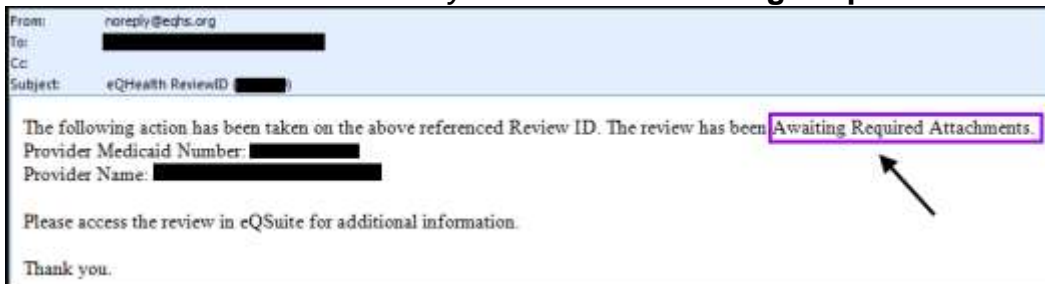 From: noreply@eqhs.org
To:
Cc:
Subject: eQHealth ReviewID ( )
The following action has been taken on the above referenced Review ID. The review has been Awaiting Required Attachments.
Provider Medicaid Number:
Provider Name:
Please access the review in eQSuite for additional information.
Thank you.